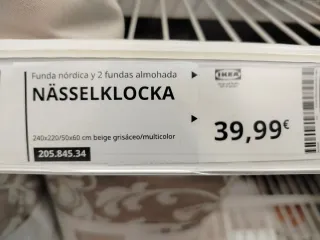 Funda nórdica y 2 fundas almohada
NÄSSELKLOCKA
240x220/50x60 cm beige grisáceo/multicolor
205.845.34
IKEA
39,99€